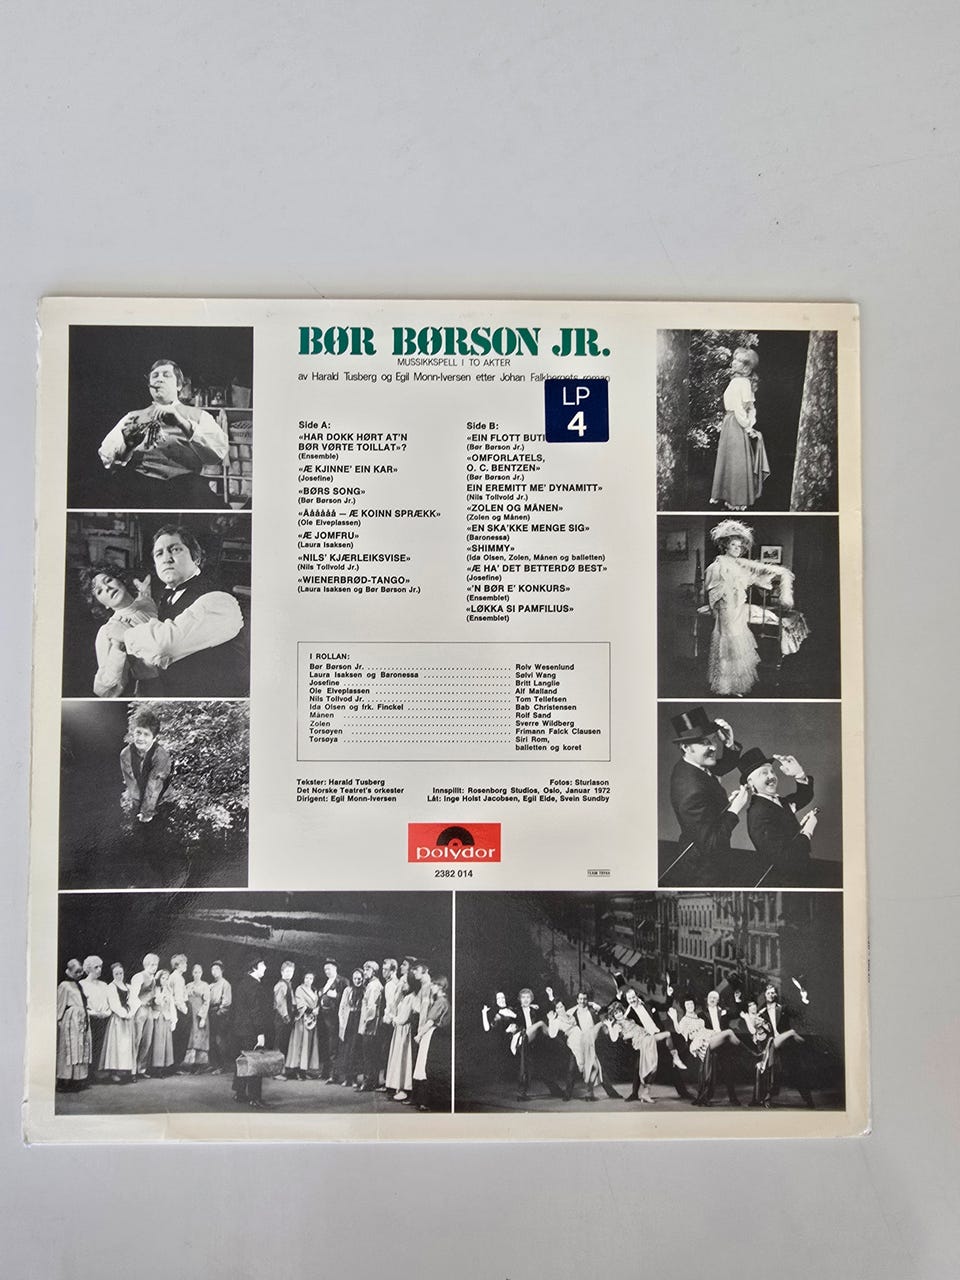 BØR BØRSON JR.
MUSSIKKSPELL I TO AKTER
av Harald Tusberg og Egil Monn-Iversen etter Johan Falkbergets roman
LP
4
Side A:
«HAR DOKK HØRT AT'N
BØR VØRTE TOILLAT»?
(Ensemble)
«Æ KJINNE' EIN KAR»
(Josefine)
«BØRS SONG»
(Bør Børson Jr.)
«Åååååå — Æ KOINN SPRÆKK»
(Ole Elveplassen)
«Æ JOMFRU»
(Laura Isaksen)
«NILS' KJÆRLEIKSVISE»
(Nils Tollvold Jr.)
«WIENERBRØD-TANGO»
(Laura Isaksen og Bør Børson Jr.)
Side B:
«EIN FLOTT
(Bør Børson Jr.)
«OMFORLATELS,
O. C. BENTZEN»
(Bør Børson Jr.)
EIN EREMITT ME' DYNAMITT»
(Nils Tollvold Jr.)
«ZOLEN OG MÅNEN»
(Zolen og Månen)
«EN SKA'KKE MENGE SIG»
(Baronessa)
«SHIMMY»
(Ida Olsen, Zolen, Månen og balletten)
«Æ HA' DET BETTERDØ BEST»
(Josefine)
«'N BØR E' KONKURS»
(Ensemblet)
«LØKKA SI PAMFILIUS»
(Ensemblet)
I ROLLAN:
Bør Børson Jr. .......... Rolv Wesenlund
Laura Isaksen og Baronessa .......... Sølvi Wang
Josefine .......... Britt Langlie
Ole Elveplassen .......... Alf Malland
Nils Tollvod Jr. .......... Tom Tellefsen
Ida Olsen og frk. Finckel .......... Bab Christensen
Månen .......... Rolf Sand
Zolen .......... Sverre Wildberg
Torsøyen .......... Frimann Falck Clausen
Torsøya .......... Siri Rom,
balletten og koret
Tekster: Harald Tusberg
Det Norske Teatret's orkester
Dirigent: Egil Monn-Iversen
Fotos: Sturlason
Innspillt: Rosenborg Studios, Oslo, Januar 1972
Låt: Inge Holst Jacobsen, Egil Eide, Svein Sundby
polydor
2382 014